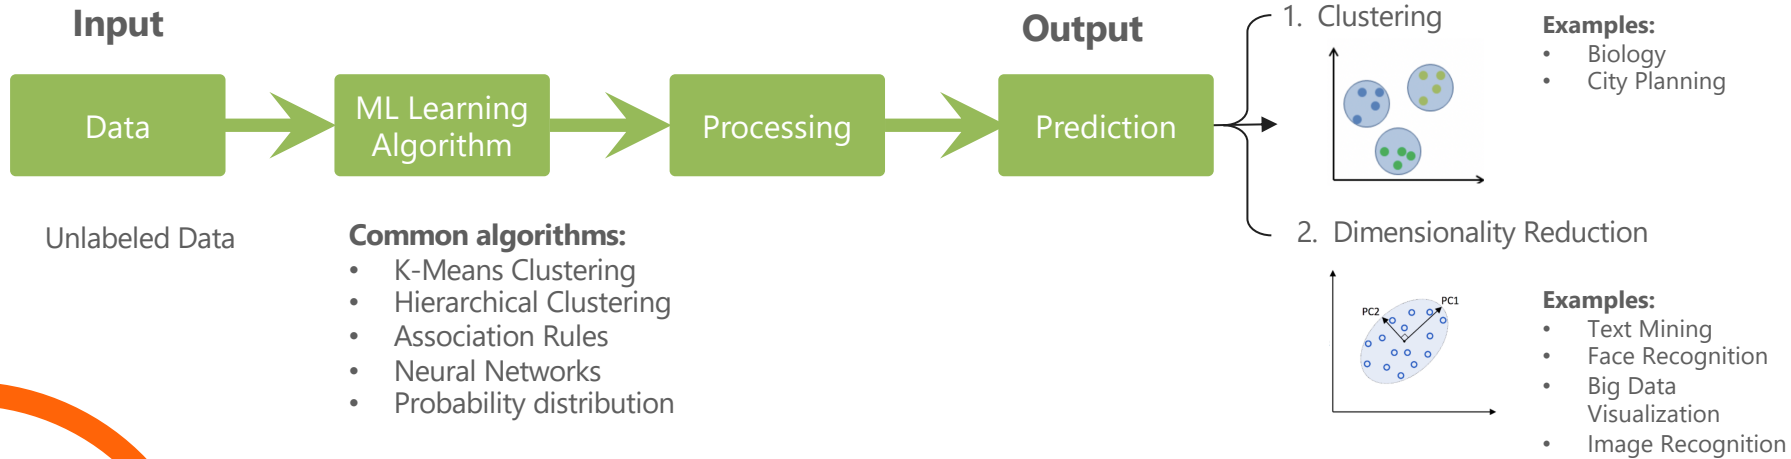 Input
Data
Unlabeled Data
ML Learning
Algorithm
Common algorithms:
• K-Means Clustering
• Hierarchical Clustering
• Association Rules
• Neural Networks
• Probability distribution
Processing
Output
Prediction
1. Clustering
Examples:
• Biology
• City Planning
2. Dimensionality Reduction
PC1
PC2
Examples:
• Text Mining
• Face Recognition
• Big Data
Visualization
• Image Recognition